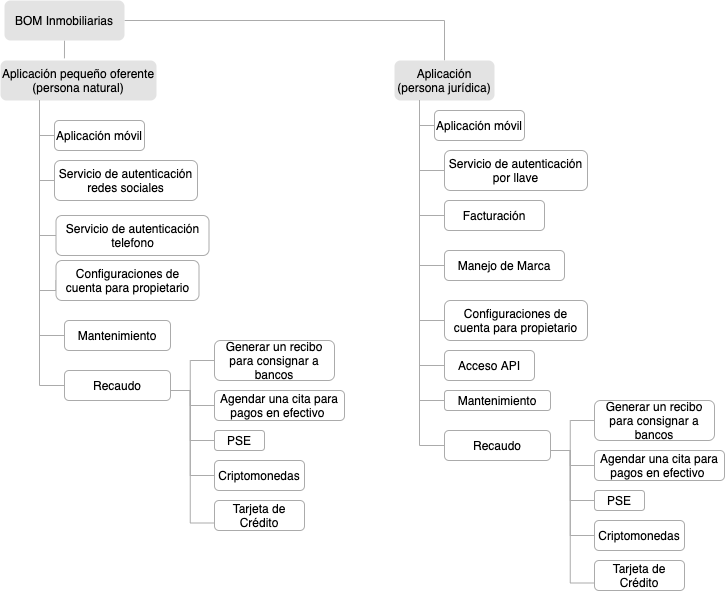 BOM Inmobiliarias
Aplicación pequeño oferente
(persona natural)
Aplicación móvil
Servicio de autenticación
redes sociales
Servicio de autenticación
telefono
Configuraciones de
cuenta para propietario
Mantenimiento
Recaudo
Generar un recibo
para consignar a
bancos
Agendar una cita para
pagos en efectivo
PSE
Criptomonedas
Tarjeta de
Crédito
Aplicación
(persona jurídica)
Aplicación móvil
Servicio de autenticación
por llave
Facturación
Manejo de Marca
Configuraciones de
cuenta para propietario
Acceso API
Mantenimiento
Recaudo
Generar un recibo
para consignar a
bancos
Agendar una cita para
pagos en efectivo
PSE
Criptomonedas
Tarjeta de
Crédito